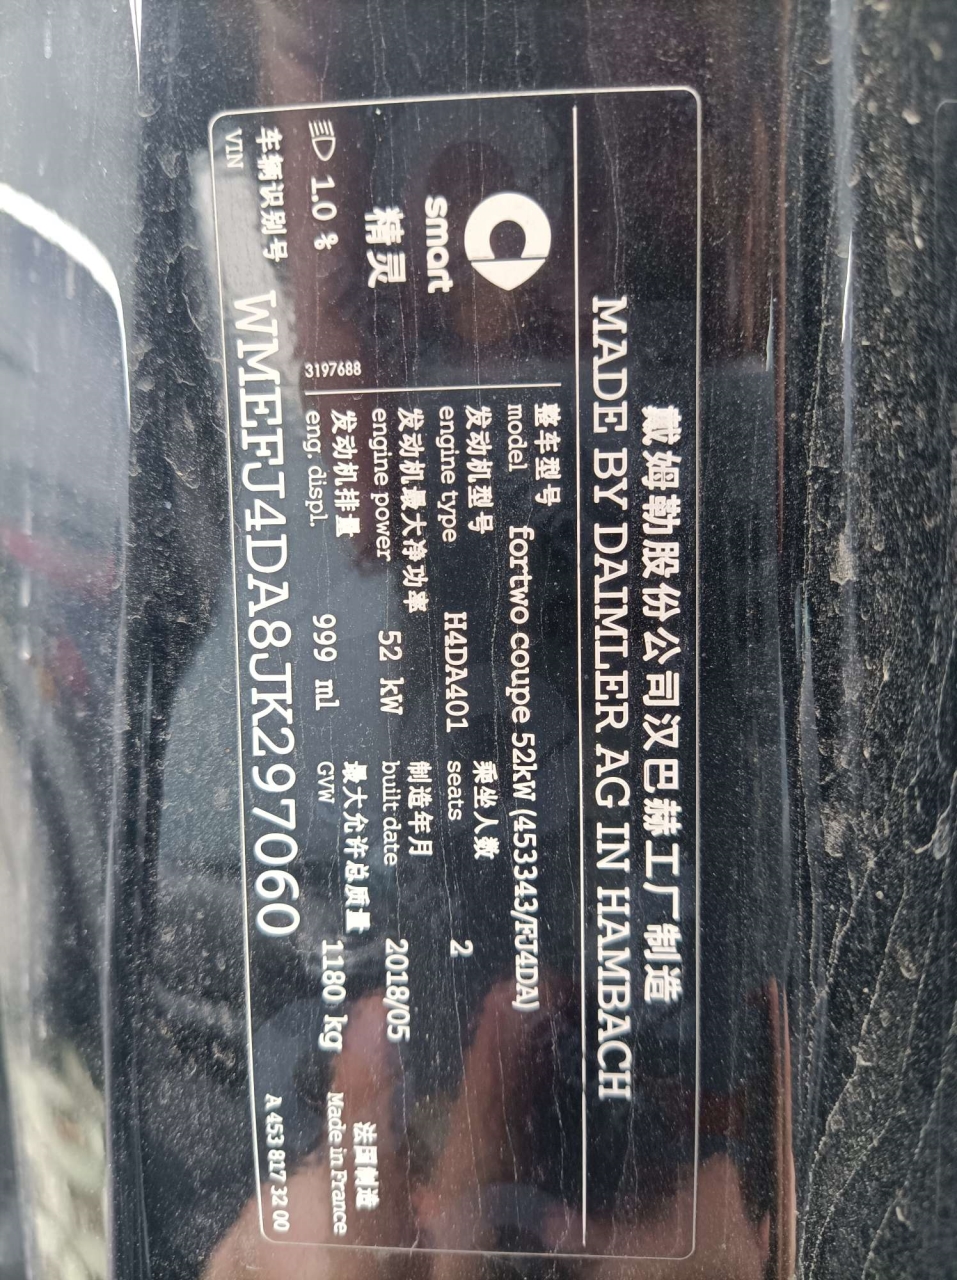 戴姆勒股份公司汉巴赫工厂制造
MADE BY DAIMLER AG IN HAMBACH
smart
精灵
1.0 %
3197688
整车型号
model fortwo coupe 52kW (453343/FJ4DA)
发动机型号 乘坐人数
engine type H4DA401 seats 2
发动机最大净功率 制造年月
engine power 52 kW built date 2018/05
发动机排量 最大允许总质量
eng. displ. 999 ml GVW 1180 kg
法国制造
Made in France
车辆识别号
VIN WMEFJ4DA8JK297060
A 453 817 32 00